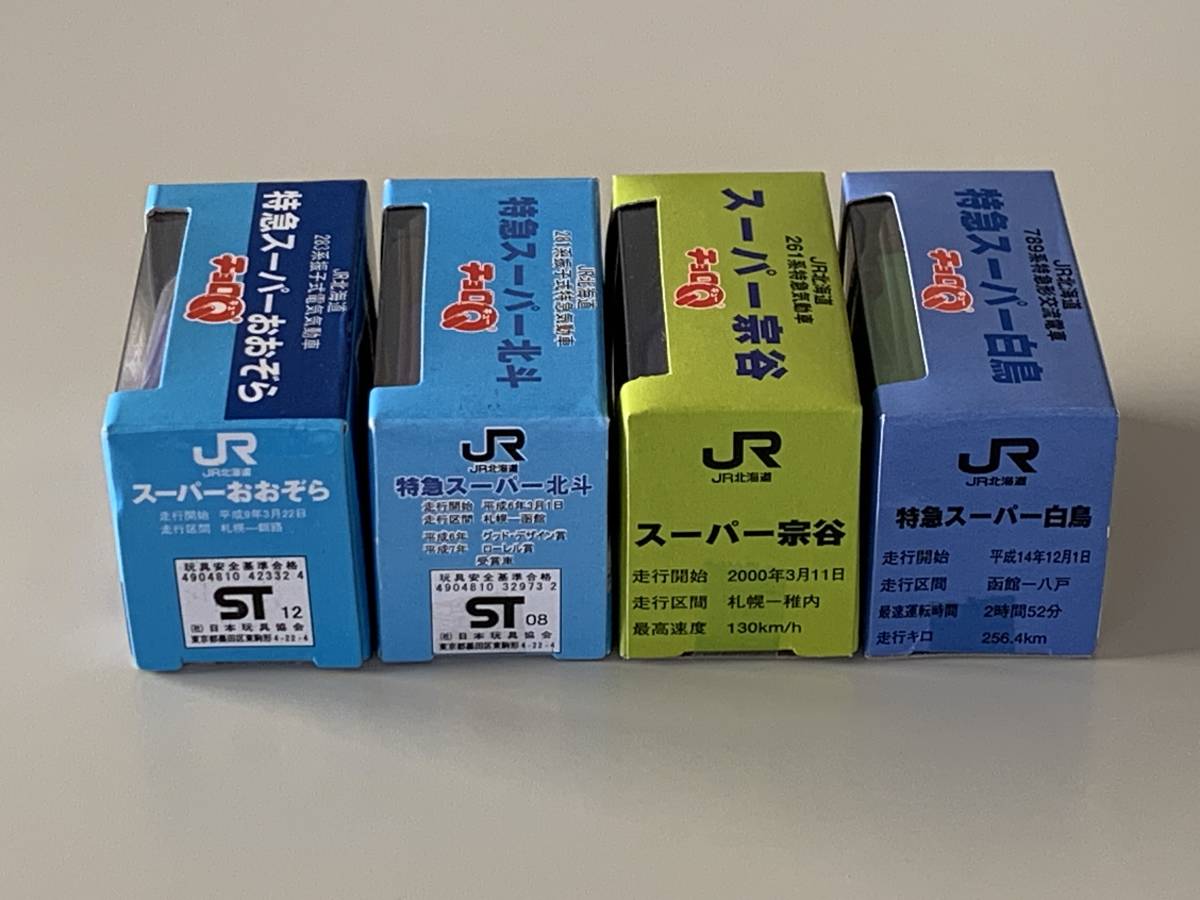 JR北海道
283系振子式電気気動車
特急スーパーおおぞら
チョロQ
キュー
JR
JR北海道
スーパーおおぞら
走行開始 平成9年3月22日
走行区間 札幌―釧路
玩具安全基準合格
4904810 42332 4
ST 12
㈳日本玩具協会
東京都墨田区東駒形4-22-4
JR北海道
261系振子式特急気動車
特急スーパー北斗
チョロQ
キュー
JR
JR北海道
特急スーパー北斗
走行開始 平成6年3月1日
走行区間 札幌―函館
平成6年 グッド・デザイン賞
平成7年 ローレル賞
受賞車
玩具安全基準合格
4904810 32973 2
ST 08
㈳日本玩具協会
東京都墨田区東駒形4-22-4
JR北海道
261系特急気動車
スーパー宗谷
チョロQ
キュー
JR
JR北海道
スーパー宗谷
走行開始 2000年3月11日
走行区間 札幌―稚内
最高速度 130km/h
JR北海道
789系特急形交流電車
特急スーパー白鳥
チョロQ
キュー
JR
JR北海道
特急スーパー白鳥
走行開始 平成14年12月1日
走行区間 函館―八戸
最速運転時間 2時間52分
走行キロ 256.4km